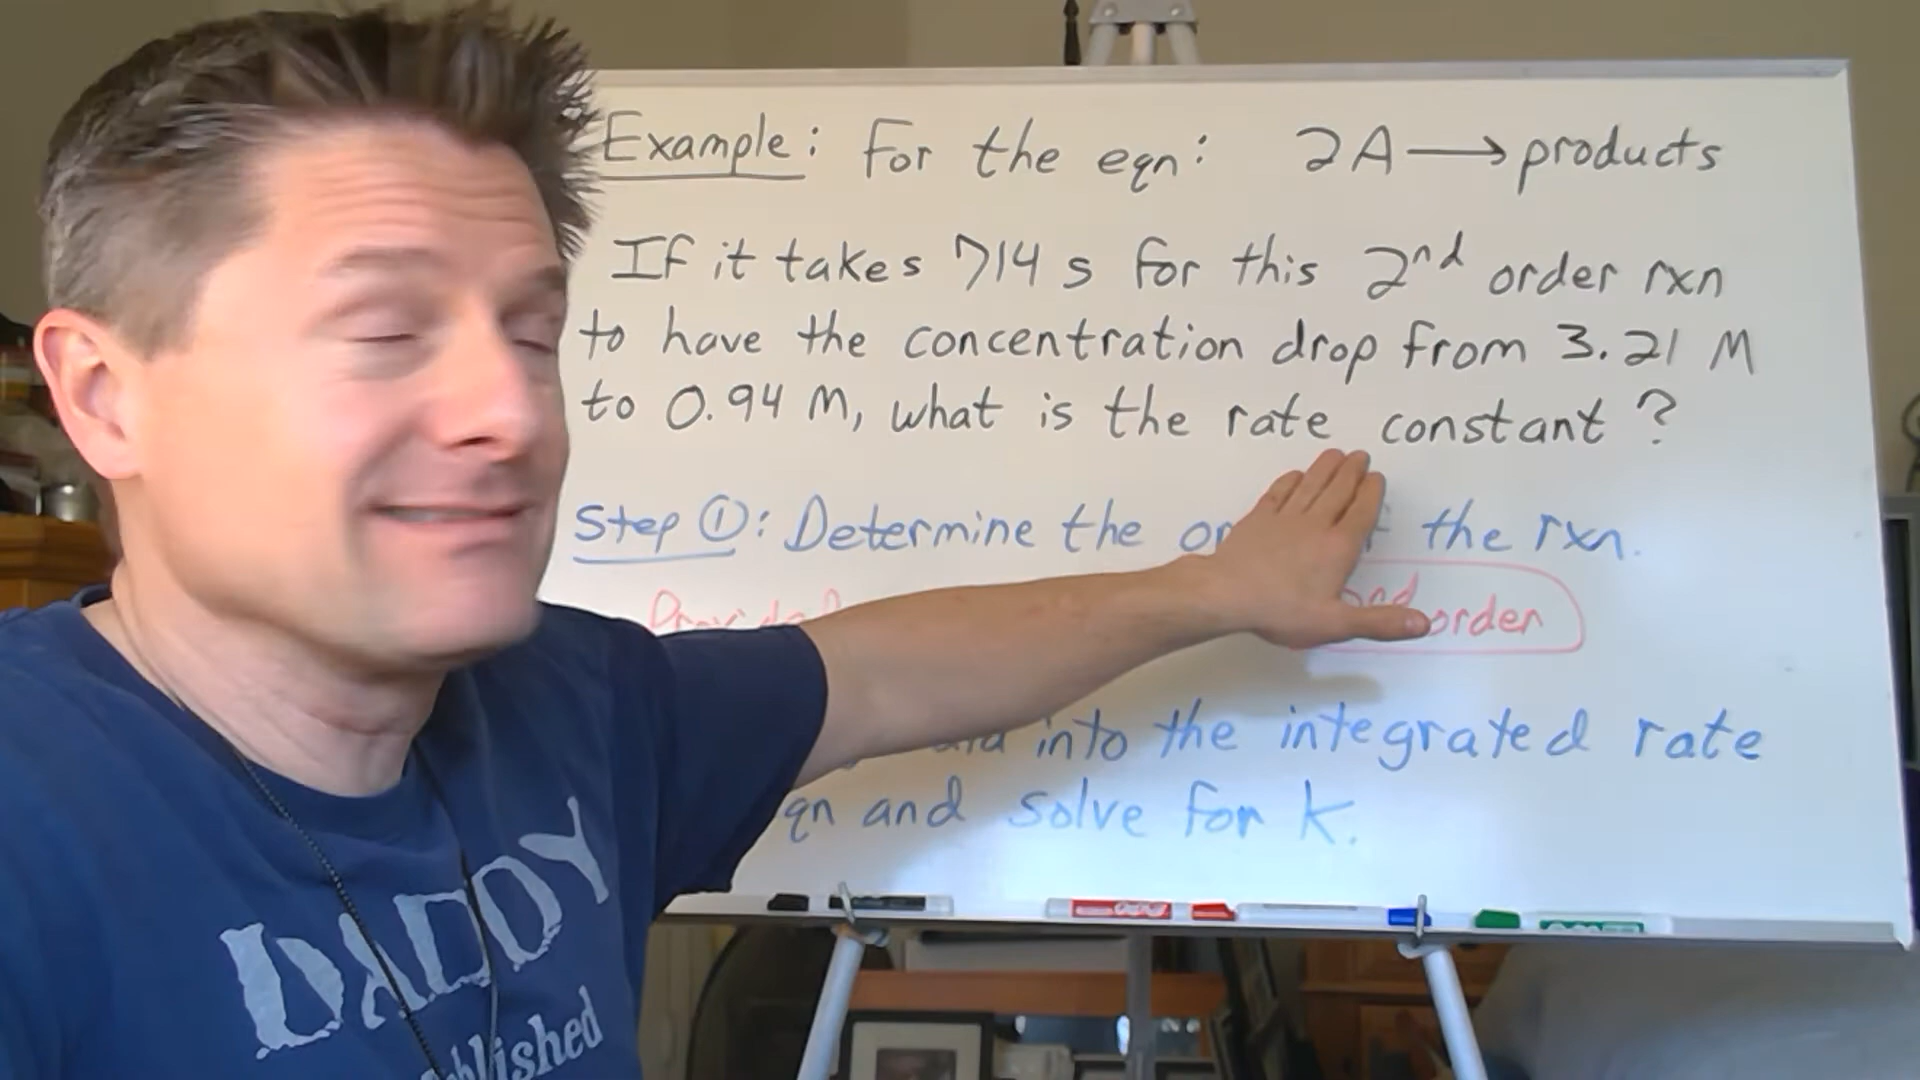 Example: For the eqn: 2A → products
If it takes 714 s for this 2nd order rxn
to have the concentration drop from 3.21 M
to 0.94 M, what is the rate constant?
Step ①: Determine the the rxn.
order
into the integrated rate
and solve for k.
DADDY